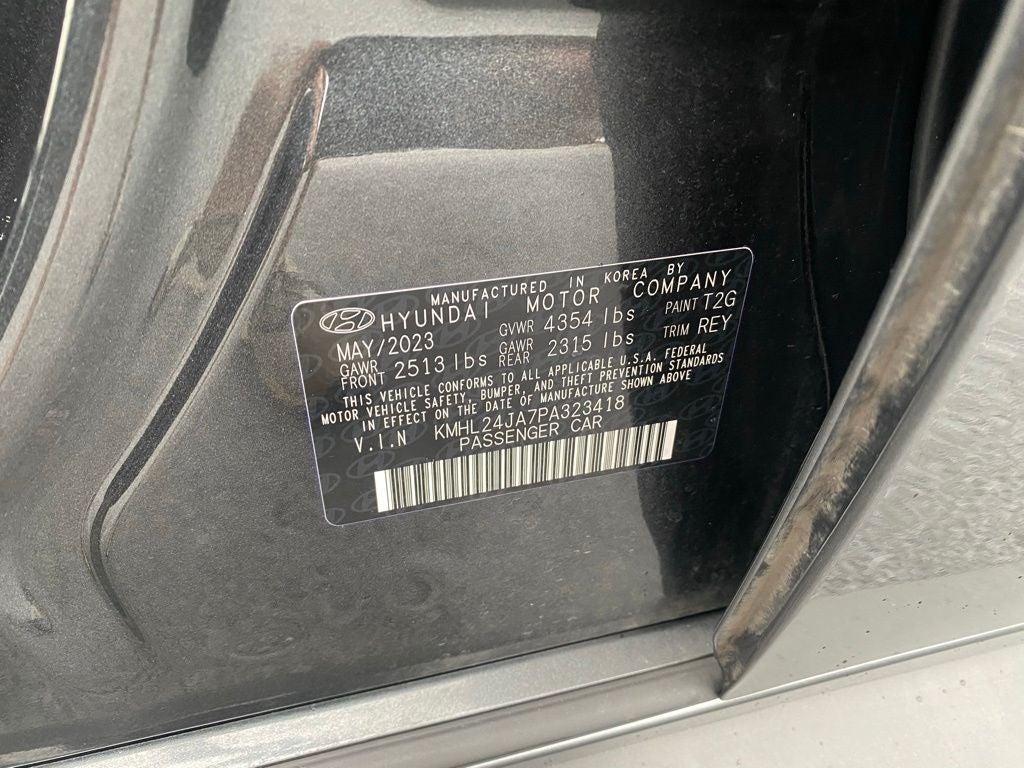 MANUFACTURED IN KOREA BY
HYUNDAI MOTOR COMPANY
MAY/2023 GVWR 4354 lbs PAINT T2G
GAWR FRONT 2513 lbs GAWR REAR 2315 lbs TRIM REY
THIS VEHICLE CONFORMS TO ALL APPLICABLE U.S.A. FEDERAL
MOTOR VEHICLE SAFETY, BUMPER, AND THEFT PREVENTION STANDARDS
IN EFFECT ON THE DATE OF MANUFACTURE SHOWN ABOVE
V.I.N KMHL24JA7PA323418
PASSENGER CAR